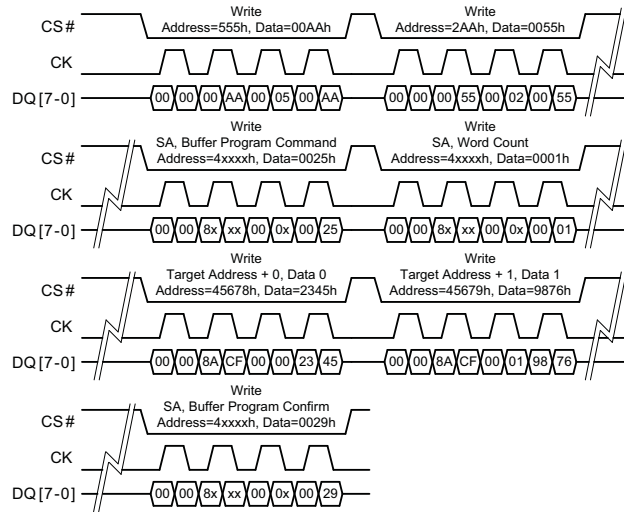 Write Write
Address=555h, Data=00AAh Address=2AAh, Data=0055h
CS#
CK
DQ[7-0] 00 00 00 AA 00 05 00 AA 00 00 00 55 00 02 00 55
Write Write
SA, Buffer Program Command SA, Word Count
Address=4xxxxh, Data=0025h Address=4xxxxh, Data=0001h
CS#
CK
DQ[7-0] 00 00 8x xx 00 0x 00 25 00 00 8x xx 00 0x 00 01
Write Write
Target Address + 0, Data 0 Target Address + 1, Data 1
Address=45678h, Data=2345h Address=45679h, Data=9876h
CS#
CK
DQ[7-0] 00 00 8A CF 00 00 23 45 00 00 8A CF 00 01 98 76
Write
SA, Buffer Program Confirm
Address=4xxxxh, Data=0029h
CS#
CK
DQ[7-0] 00 00 8x xx 00 0x 00 29